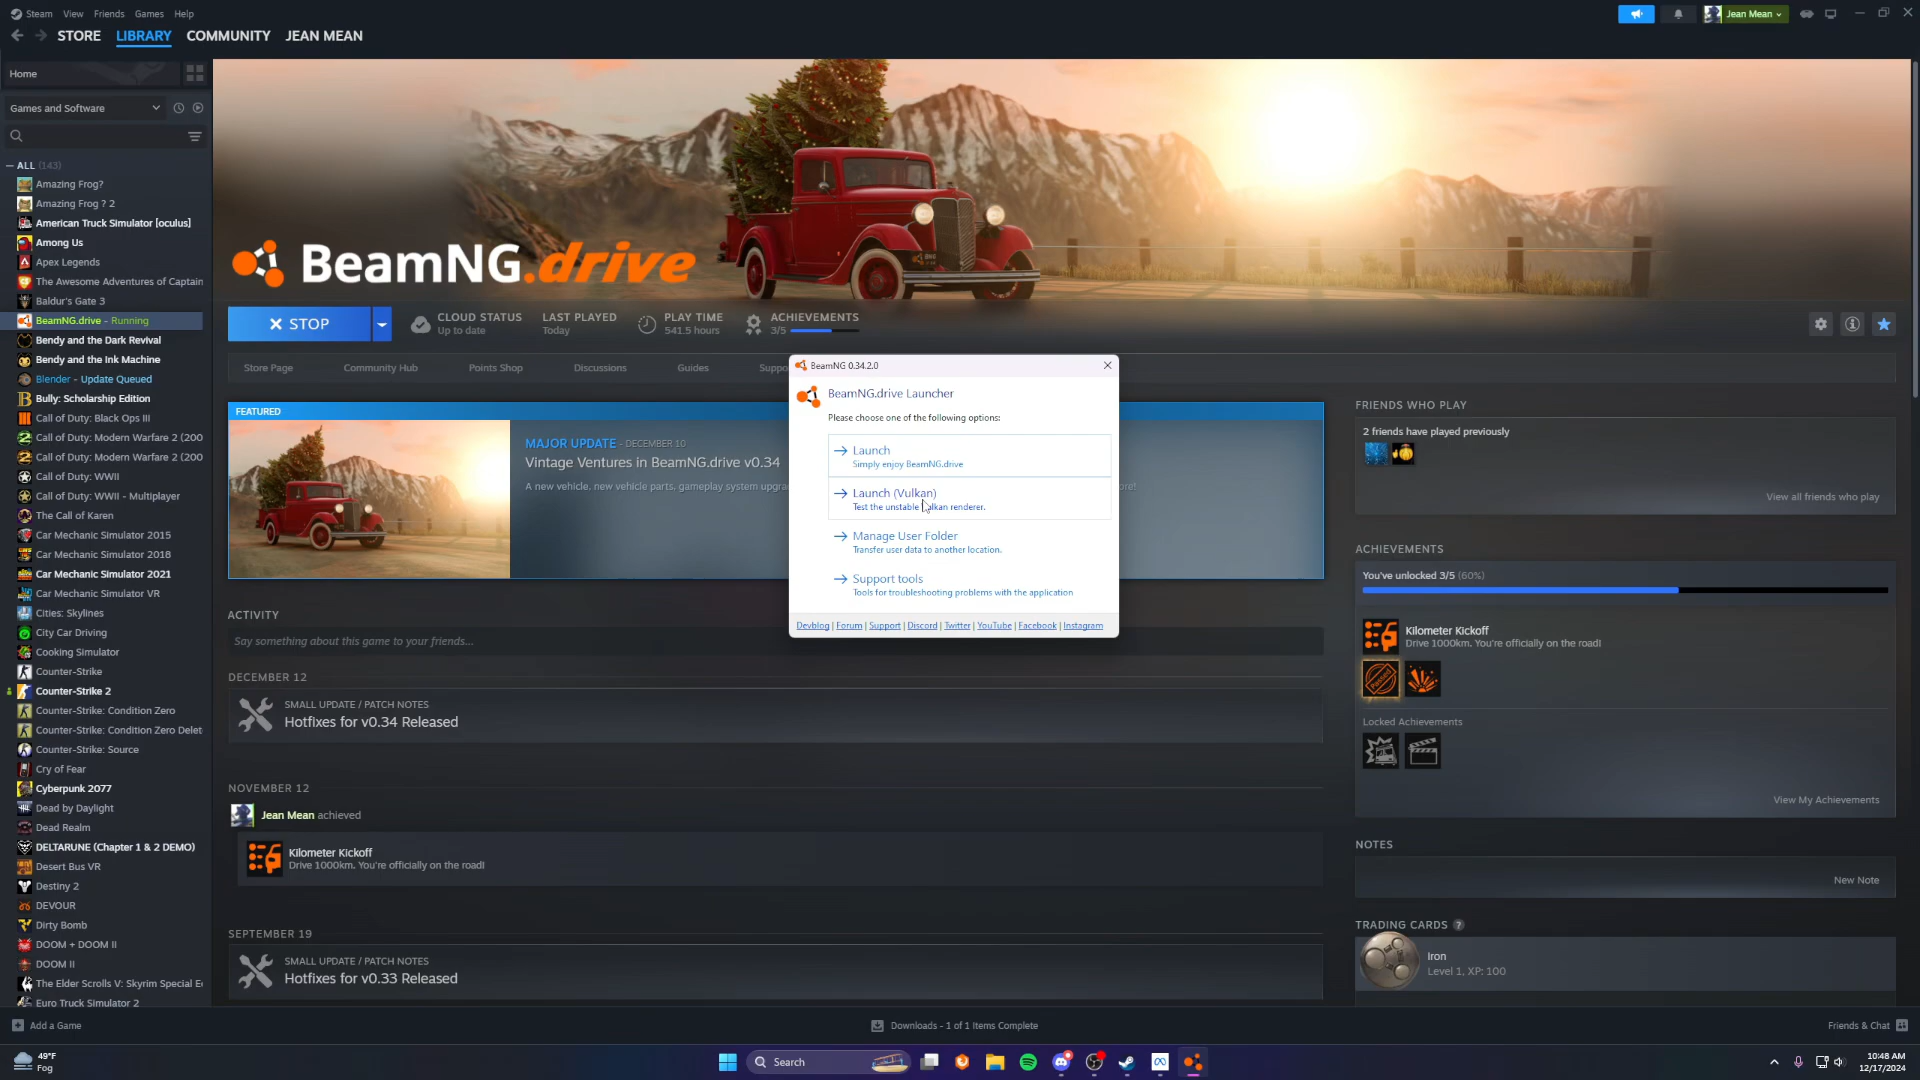 Steam View Friends Games Help
Jean Mean
STORE LIBRARY COMMUNITY JEAN MEAN
Home
Games and Software
ALL (143)
Amazing Frog?
Amazing Frog ? 2
American Truck Simulator [oculus]
Among Us
Apex Legends
The Awesome Adventures of Captain
Baldur's Gate 3
BeamNG.drive - Running
Bendy and the Dark Revival
Bendy and the Ink Machine
Blender - Update Queued
Bully: Scholarship Edition
Call of Duty: Black Ops III
Call of Duty: Modern Warfare 2 (200
Call of Duty: Modern Warfare 2 (200
Call of Duty: WWII
Call of Duty: WWII - Multiplayer
The Call of Karen
Car Mechanic Simulator 2015
Car Mechanic Simulator 2018
Car Mechanic Simulator 2021
Car Mechanic Simulator VR
Cities: Skylines
City Car Driving
Cooking Simulator
Counter-Strike
Counter-Strike 2
Counter-Strike: Condition Zero
Counter-Strike: Condition Zero Delet
Counter-Strike: Source
Cry of Fear
Cyberpunk 2077
Dead by Daylight
Dead Realm
DELTARUNE (Chapter 1 & 2 DEMO)
Desert Bus VR
Destiny 2
DEVOUR
Dirty Bomb
DOOM + DOOM II
DOOM II
The Elder Scrolls V: Skyrim Special E
Euro Truck Simulator 2
BeamNG.drive
STOP
CLOUD STATUS
Up to date
LAST PLAYED
Today
PLAY TIME
541.5 hours
ACHIEVEMENTS
3/5
Store Page Community Hub Points Shop Discussions Guides Suppo
FEATURED
MAJOR UPDATE - DECEMBER 10
Vintage Ventures in BeamNG.drive v0.34
A new vehicle, new vehicle parts, gameplay system upgra
re!
BeamNG 0.34.2.0
BeamNG.drive Launcher
Please choose one of the following options:
Launch
Simply enjoy BeamNG.drive
Launch (Vulkan)
Test the unstable Vulkan renderer.
Manage User Folder
Transfer user data to another location.
Support tools
Tools for troubleshooting problems with the application
Devblog | Forum | Support | Discord | Twitter | YouTube | Facebook | Instagram
ACTIVITY
Say something about this game to your friends...
DECEMBER 12
SMALL UPDATE / PATCH NOTES
Hotfixes for v0.34 Released
NOVEMBER 12
Jean Mean achieved
Kilometer Kickoff
Drive 1000km. You're officially on the road!
SEPTEMBER 19
SMALL UPDATE / PATCH NOTES
Hotfixes for v0.33 Released
FRIENDS WHO PLAY
2 friends have played previously
View all friends who play
ACHIEVEMENTS
You've unlocked 3/5 (60%)
Kilometer Kickoff
Drive 1000km. You're officially on the road!
Locked Achievements
View My Achievements
NOTES
New Note
TRADING CARDS ?
Iron
Level 1, XP: 100
Add a Game
Downloads - 1 of 1 Items Complete
Friends & Chat
49°F
Fog
Search
10:48 AM
12/17/2024